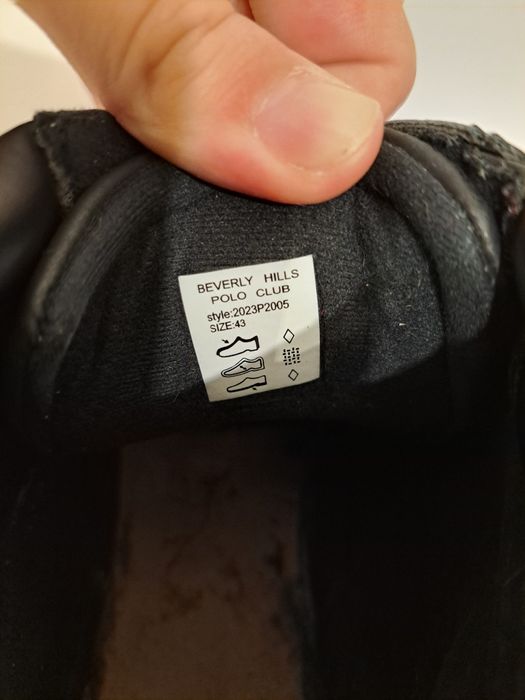 BEVERLY HILLS
POLO CLUB
style:2023P2005
SIZE:43